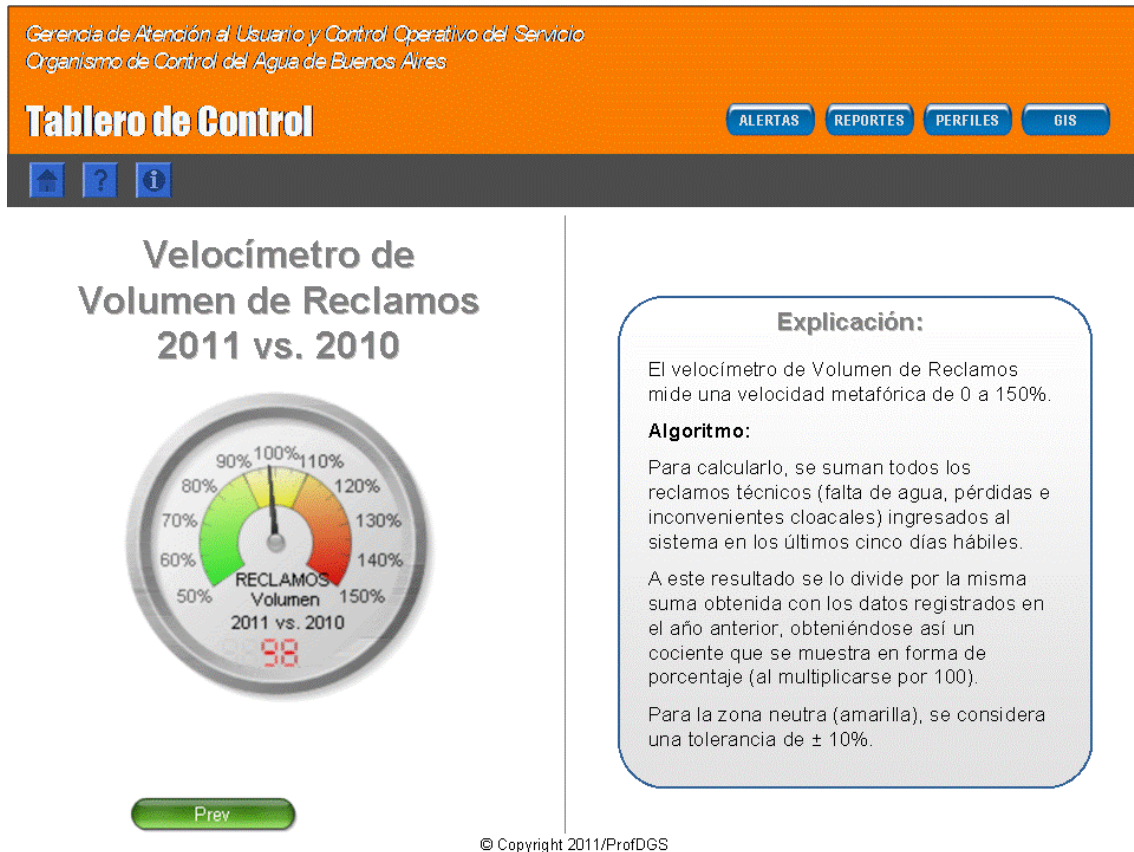 Gerencia de Atención al Usuario y Control Operativo del Servicio
Organismo de Control del Agua de Buenos Aires
Tablero de Control
ALERTAS
REPORTES
PERFILES
GIS
?
i
Velocímetro de
Volumen de Reclamos
2011 vs. 2010
100%
90%
110%
80%
120%
70%
130%
60%
140%
50%
150%
RECLAMOS
Volumen
2011 vs. 2010
98
Prev
Explicación:
El velocímetro de Volumen de Reclamos
mide una velocidad metafórica de 0 a 150%.
Algoritmo:
Para calcularlo, se suman todos los
reclamos técnicos (falta de agua, pérdidas e
inconvenientes cloacales) ingresados al
sistema en los últimos cinco días hábiles.
A este resultado se lo divide por la misma
suma obtenida con los datos registrados en
el año anterior, obteniéndose así un
cociente que se muestra en forma de
porcentaje (al multiplicarse por 100).
Para la zona neutra (amarilla), se considera
una tolerancia de ± 10%.
© Copyright 2011/ProfDGS